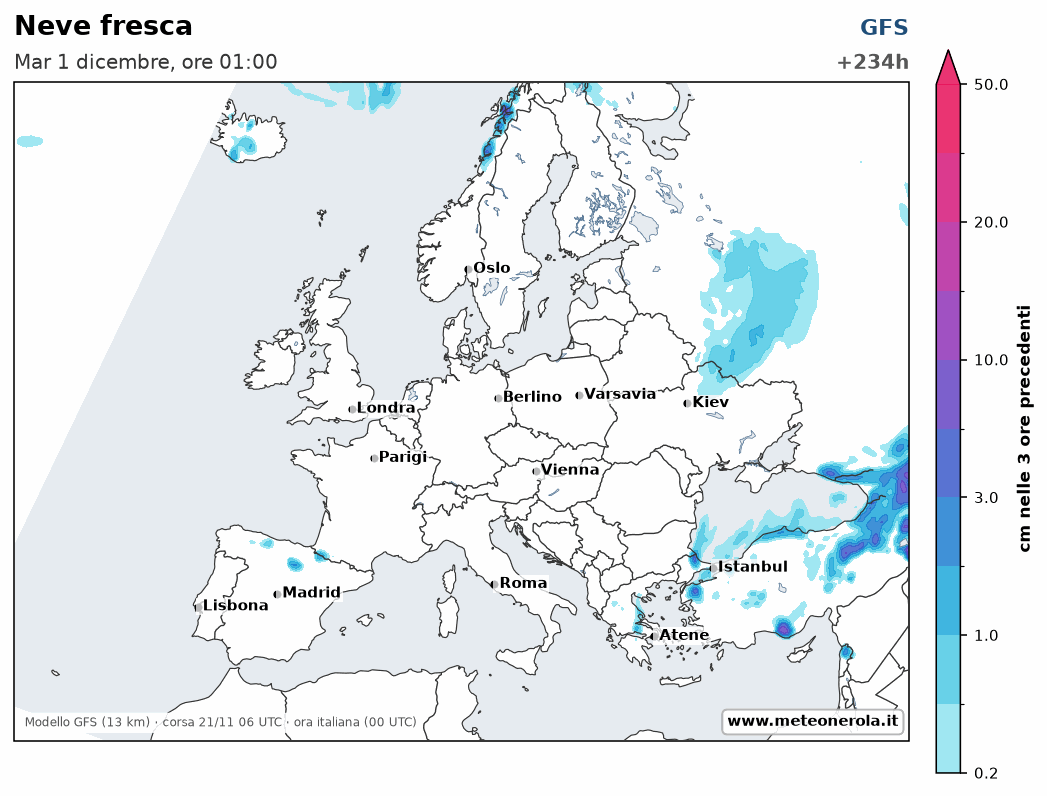 Neve fresca
GFS
Mar 1 dicembre, ore 01:00
+234h
50.0
20.0
10.0
3.0
1.0
0.2
cm nelle 3 ore precedenti
Oslo
Berlino
Varsavia
Londra
Kiev
Parigi
Vienna
Istanbul
Roma
Madrid
Lisbona
Atene
Modello GFS (13 km) · corsa 21/11 06 UTC · ora italiana (00 UTC)
www.meteonerola.it